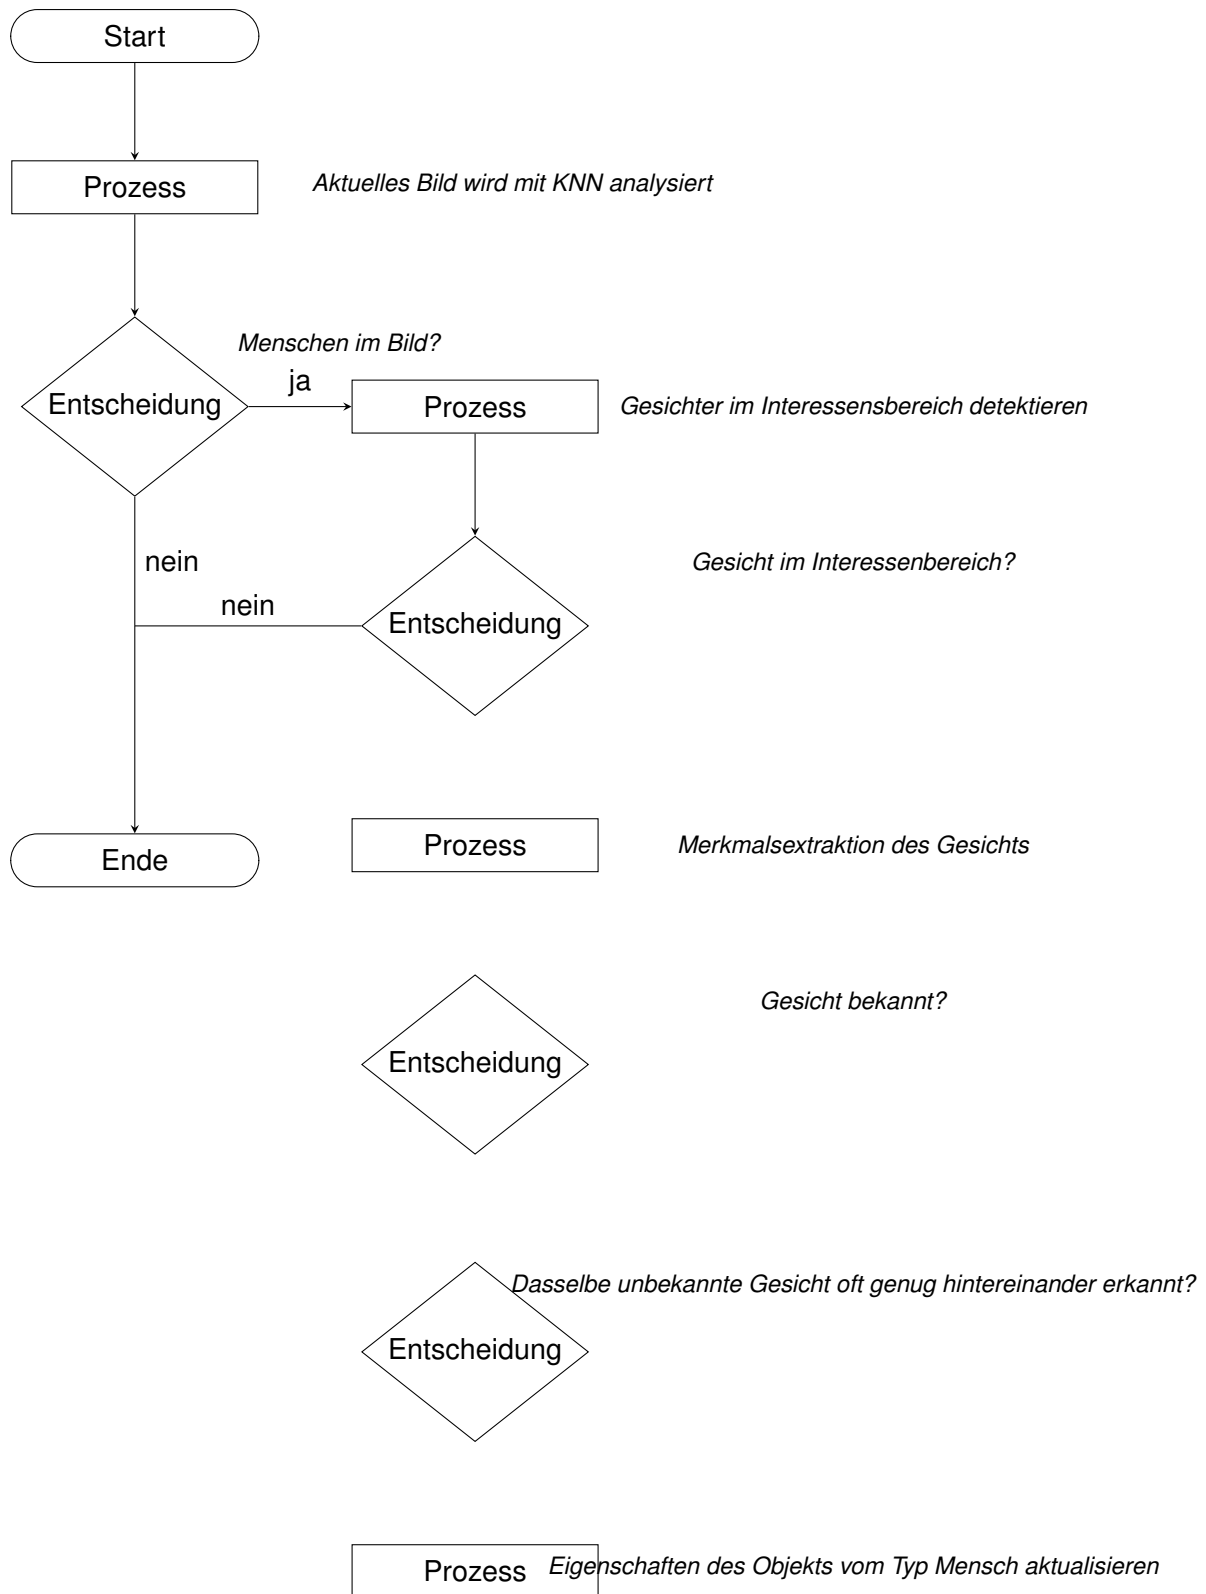 Start
Prozess
Aktuelles Bild wird mit KNN analysiert
Menschen im Bild?
ja
Entscheidung
Prozess
Gesichter im Interessensbereich detektieren
nein
Gesicht im Interessenbereich?
nein
Entscheidung
Ende
Prozess
Merkmalsextraktion des Gesichts
Gesicht bekannt?
Entscheidung
Dasselbe unbekannte Gesicht oft genug hintereinander erkannt?
Entscheidung
Prozess
Eigenschaften des Objekts vom Typ Mensch aktualisieren